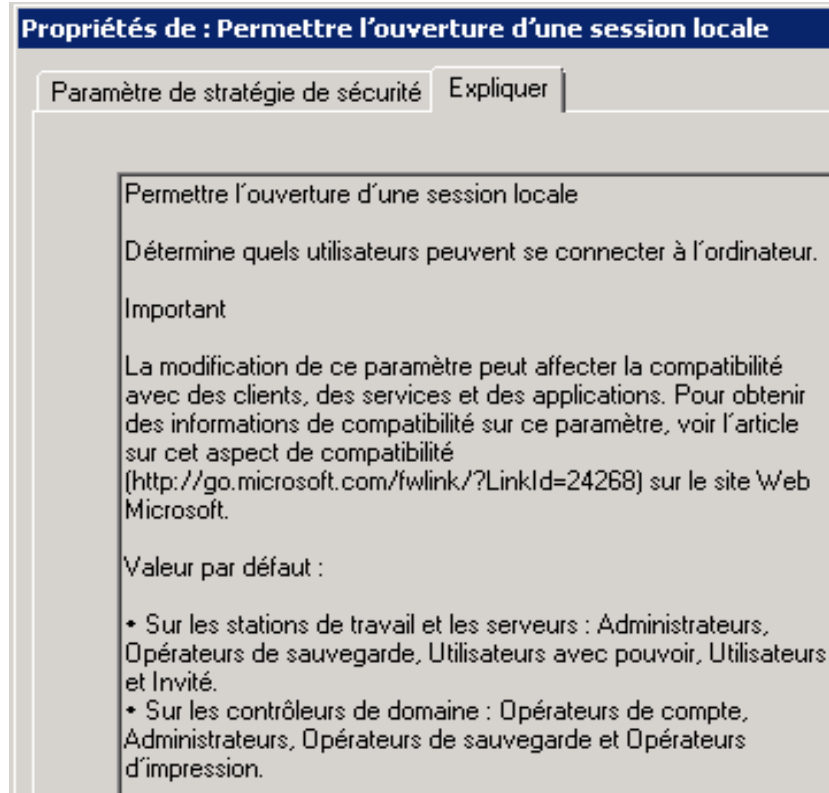 Propriétés de : Permettre l'ouverture d'une session locale
Paramètre de stratégie de sécurité Expliquer
Permettre l´ouverture d´une session locale
Détermine quels utilisateurs peuvent se connecter à l´ordinateur.
Important
La modification de ce paramètre peut affecter la compatibilité
avec des clients, des services et des applications. Pour obtenir
des informations de compatibilité sur ce paramètre, voir l´article
sur cet aspect de compatibilité
(http://go.microsoft.com/fwlink/?LinkId=24268) sur le site Web
Microsoft.
Valeur par défaut :
• Sur les stations de travail et les serveurs : Administrateurs,
Opérateurs de sauvegarde, Utilisateurs avec pouvoir, Utilisateurs
et Invité.
• Sur les contrôleurs de domaine : Opérateurs de compte,
Administrateurs, Opérateurs de sauvegarde et Opérateurs
d´impression.